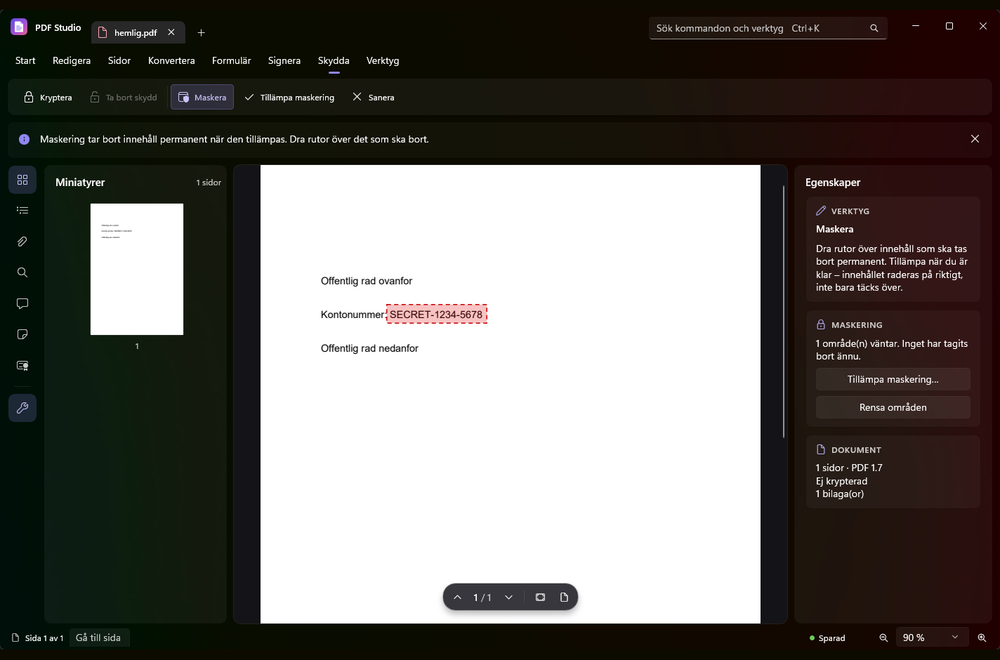 PDF Studio
hemlig.pdf
Sök kommandon och verktyg Ctrl+K
Start Redigera Sidor Konvertera Formulär Signera Skydda Verktyg
Kryptera Ta bort skydd Maskera Tillämpa maskering Sanera
Maskering tar bort innehåll permanent när den tillämpas. Dra rutor över det som ska bort.
Miniatyrer 1 sidor
1
Offentlig rad ovanfor
Kontonummer: SECRET-1234-5678
Offentlig rad nedanfor
1 / 1
Egenskaper
VERKTYG
Maskera
Dra rutor över innehåll som ska tas
bort permanent. Tillämpa när du är
klar – innehållet raderas på riktigt,
inte bara täcks över.
MASKERING
1 område(n) väntar. Inget har tagits
bort ännu.
Tillämpa maskering...
Rensa områden
DOKUMENT
1 sidor · PDF 1.7
Ej krypterad
1 bilaga(or)
Sida 1 av 1 Gå till sida
Sparad 90 %